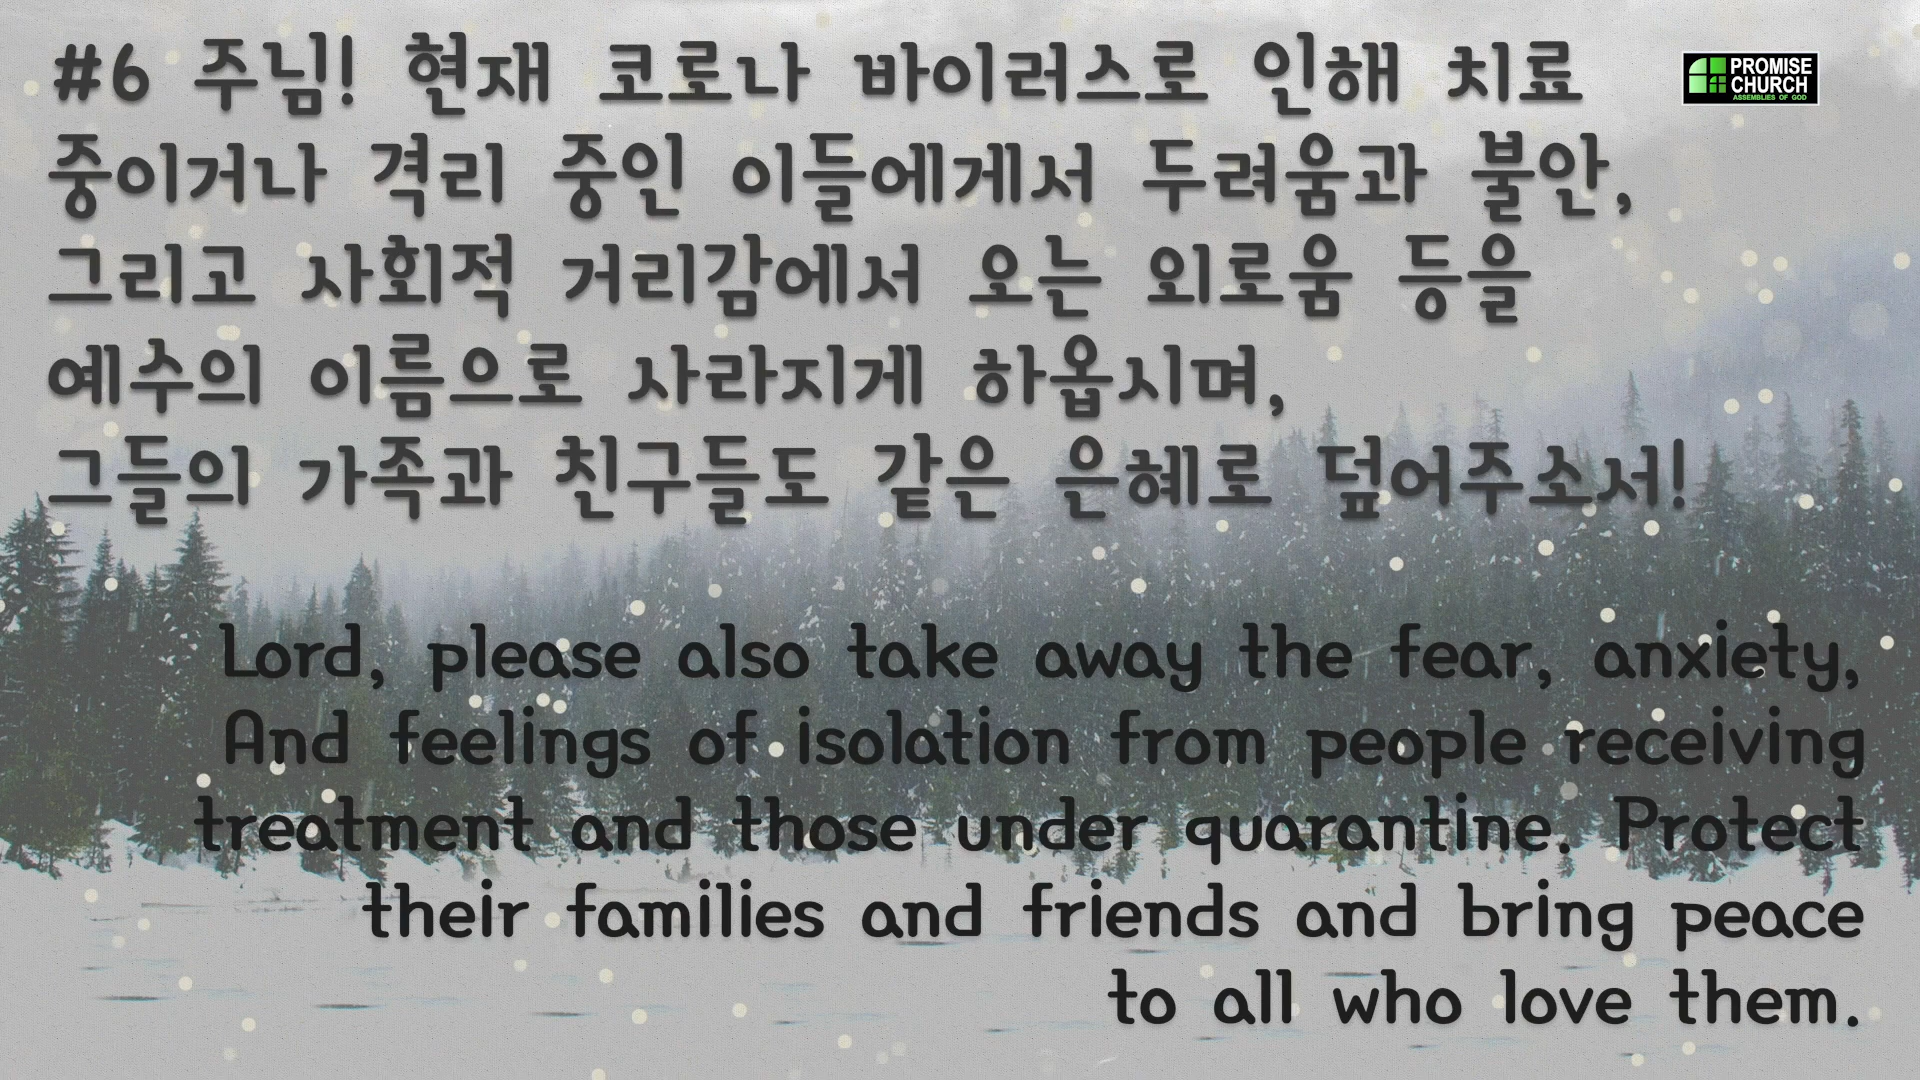 #6 주님! 현재 코로나 바이러스로 인해 치료
중이거나 격리 중인 이들에게서 두려움과 불안,
그리고 사회적 거리감에서 오는 외로움 등을
예수의 이름으로 사라지게 하옵시며,
그들의 가족과 친구들도 같은 은혜로 덮어주소서!
PROMISE
CHURCH
ASSEMBLIES OF GOD
Lord, please also take away the fear, anxiety,
And feelings of isolation from people receiving
treatment and those under quarantine. Protect
their families and friends and bring peace
to all who love them.